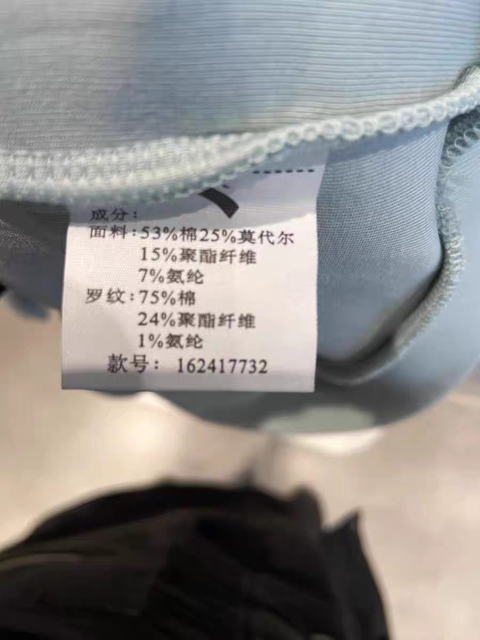 成分:
面料:53%棉25%莫代尔
15%聚酯纤维
7%氨纶
罗纹:75%棉
24%聚酯纤维
1%氨纶
款号: 162417732